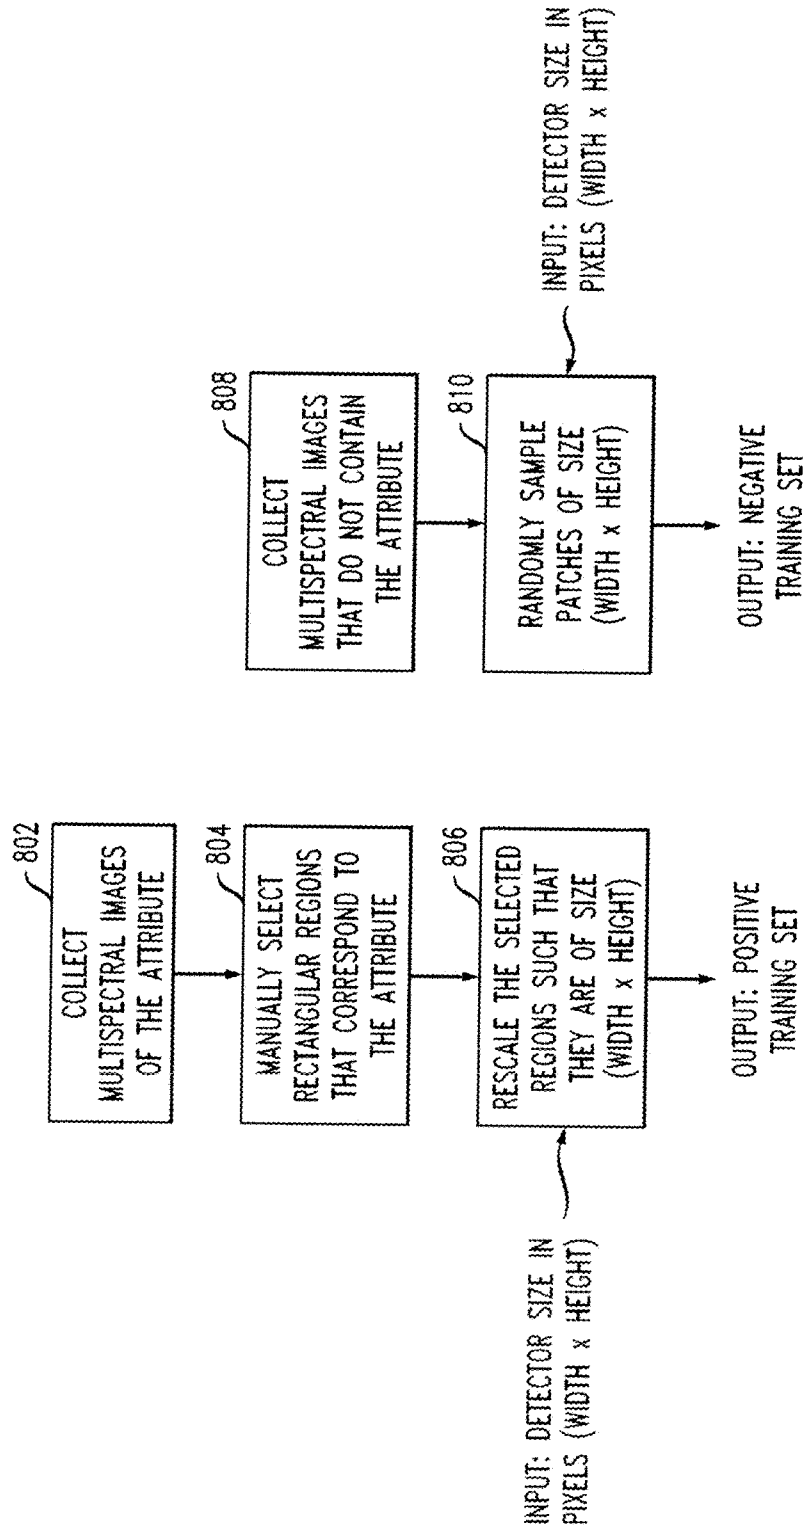 802
COLLECT
MULTISPECTRAL IMAGES
OF THE ATTRIBUTE
804
MANUALLY SELECT
RECTANGULAR REGIONS
THAT CORRESPOND TO
THE ATTRIBUTE
INPUT: DETECTOR SIZE IN
PIXELS (WIDTH x HEIGHT)
806
RESCALE THE SELECTED
REGIONS SUCH THAT
THEY ARE OF SIZE
(WIDTH x HEIGHT)
OUTPUT: POSITIVE
TRAINING SET
808
COLLECT
MULTISPECTRAL IMAGES
THAT DO NOT CONTAIN
THE ATTRIBUTE
810
RANDOMLY SAMPLE
PATCHES OF SIZE
(WIDTH x HEIGHT)
INPUT: DETECTOR SIZE IN
PIXELS (WIDTH x HEIGHT)
OUTPUT: NEGATIVE
TRAINING SET